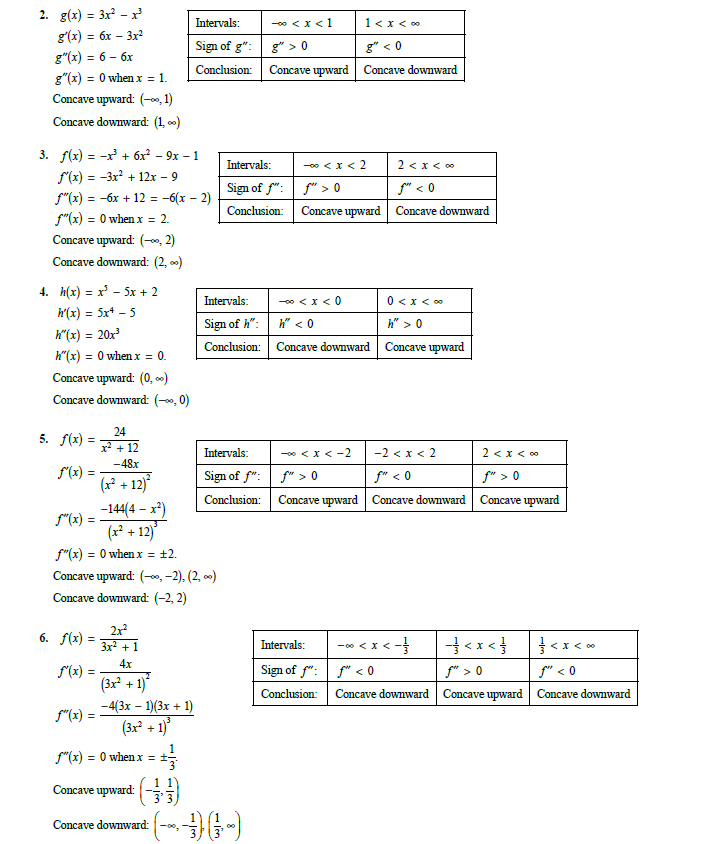 2. g(x) = 3x² − x³
g′(x) = 6x − 3x²
g″(x) = 6 − 6x
g″(x) = 0 when x = 1.
Concave upward: (−∞, 1)
Concave downward: (1, ∞)
Intervals: −∞ < x < 1 1 < x < ∞
Sign of g″: g″ > 0 g″ < 0
Conclusion: Concave upward Concave downward
3. f(x) = −x³ + 6x² − 9x − 1
f′(x) = −3x² + 12x − 9
f″(x) = −6x + 12 = −6(x − 2)
f″(x) = 0 when x = 2.
Concave upward: (−∞, 2)
Concave downward: (2, ∞)
Intervals: −∞ < x < 2 2 < x < ∞
Sign of f″: f″ > 0 f″ < 0
Conclusion: Concave upward Concave downward
4. h(x) = x⁵ − 5x + 2
h′(x) = 5x⁴ − 5
h″(x) = 20x³
h″(x) = 0 when x = 0.
Concave upward: (0, ∞)
Concave downward: (−∞, 0)
Intervals: −∞ < x < 0 0 < x < ∞
Sign of h″: h″ < 0 h″ > 0
Conclusion: Concave downward Concave upward
5. f(x) = 24/(x² + 12)
f′(x) = −48x/(x² + 12)²
f″(x) = −144(4 − x²)/(x² + 12)³
f″(x) = 0 when x = ±2.
Concave upward: (−∞, −2), (2, ∞)
Concave downward: (−2, 2)
Intervals: −∞ < x < −2 −2 < x < 2 2 < x < ∞
Sign of f″: f″ > 0 f″ < 0 f″ > 0
Conclusion: Concave upward Concave downward Concave upward
6. f(x) = 2x²/(3x² + 1)
f′(x) = 4x/(3x² + 1)²
f″(x) = −4(3x − 1)(3x + 1)/(3x² + 1)³
f″(x) = 0 when x = ±1/3.
Concave upward: (−1/3, 1/3)
Concave downward: (−∞, −1/3), (1/3, ∞)
Intervals: −∞ < x < −1/3 −1/3 < x < 1/3 1/3 < x < ∞
Sign of f″: f″ < 0 f″ > 0 f″ < 0
Conclusion: Concave downward Concave upward Concave downward